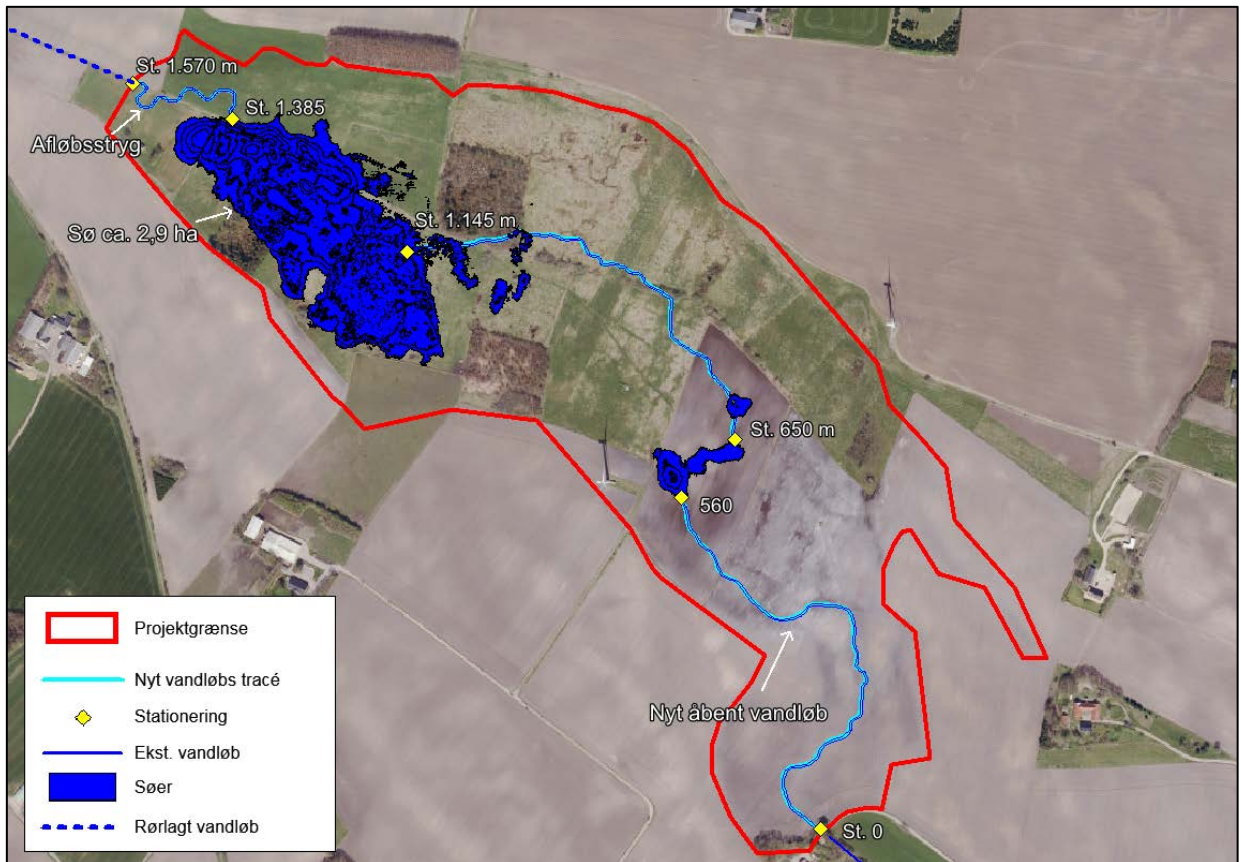 St. 1.570 m
St. 1.385
Afløbsstryg
St. 1.145 m
Sø ca. 2,9 ha
St. 650 m
560
Nyt åbent vandløb
St. 0
Projektgrænse
Nyt vandløbs tracé
Stationering
Ekst. vandløb
Søer
Rørlagt vandløb